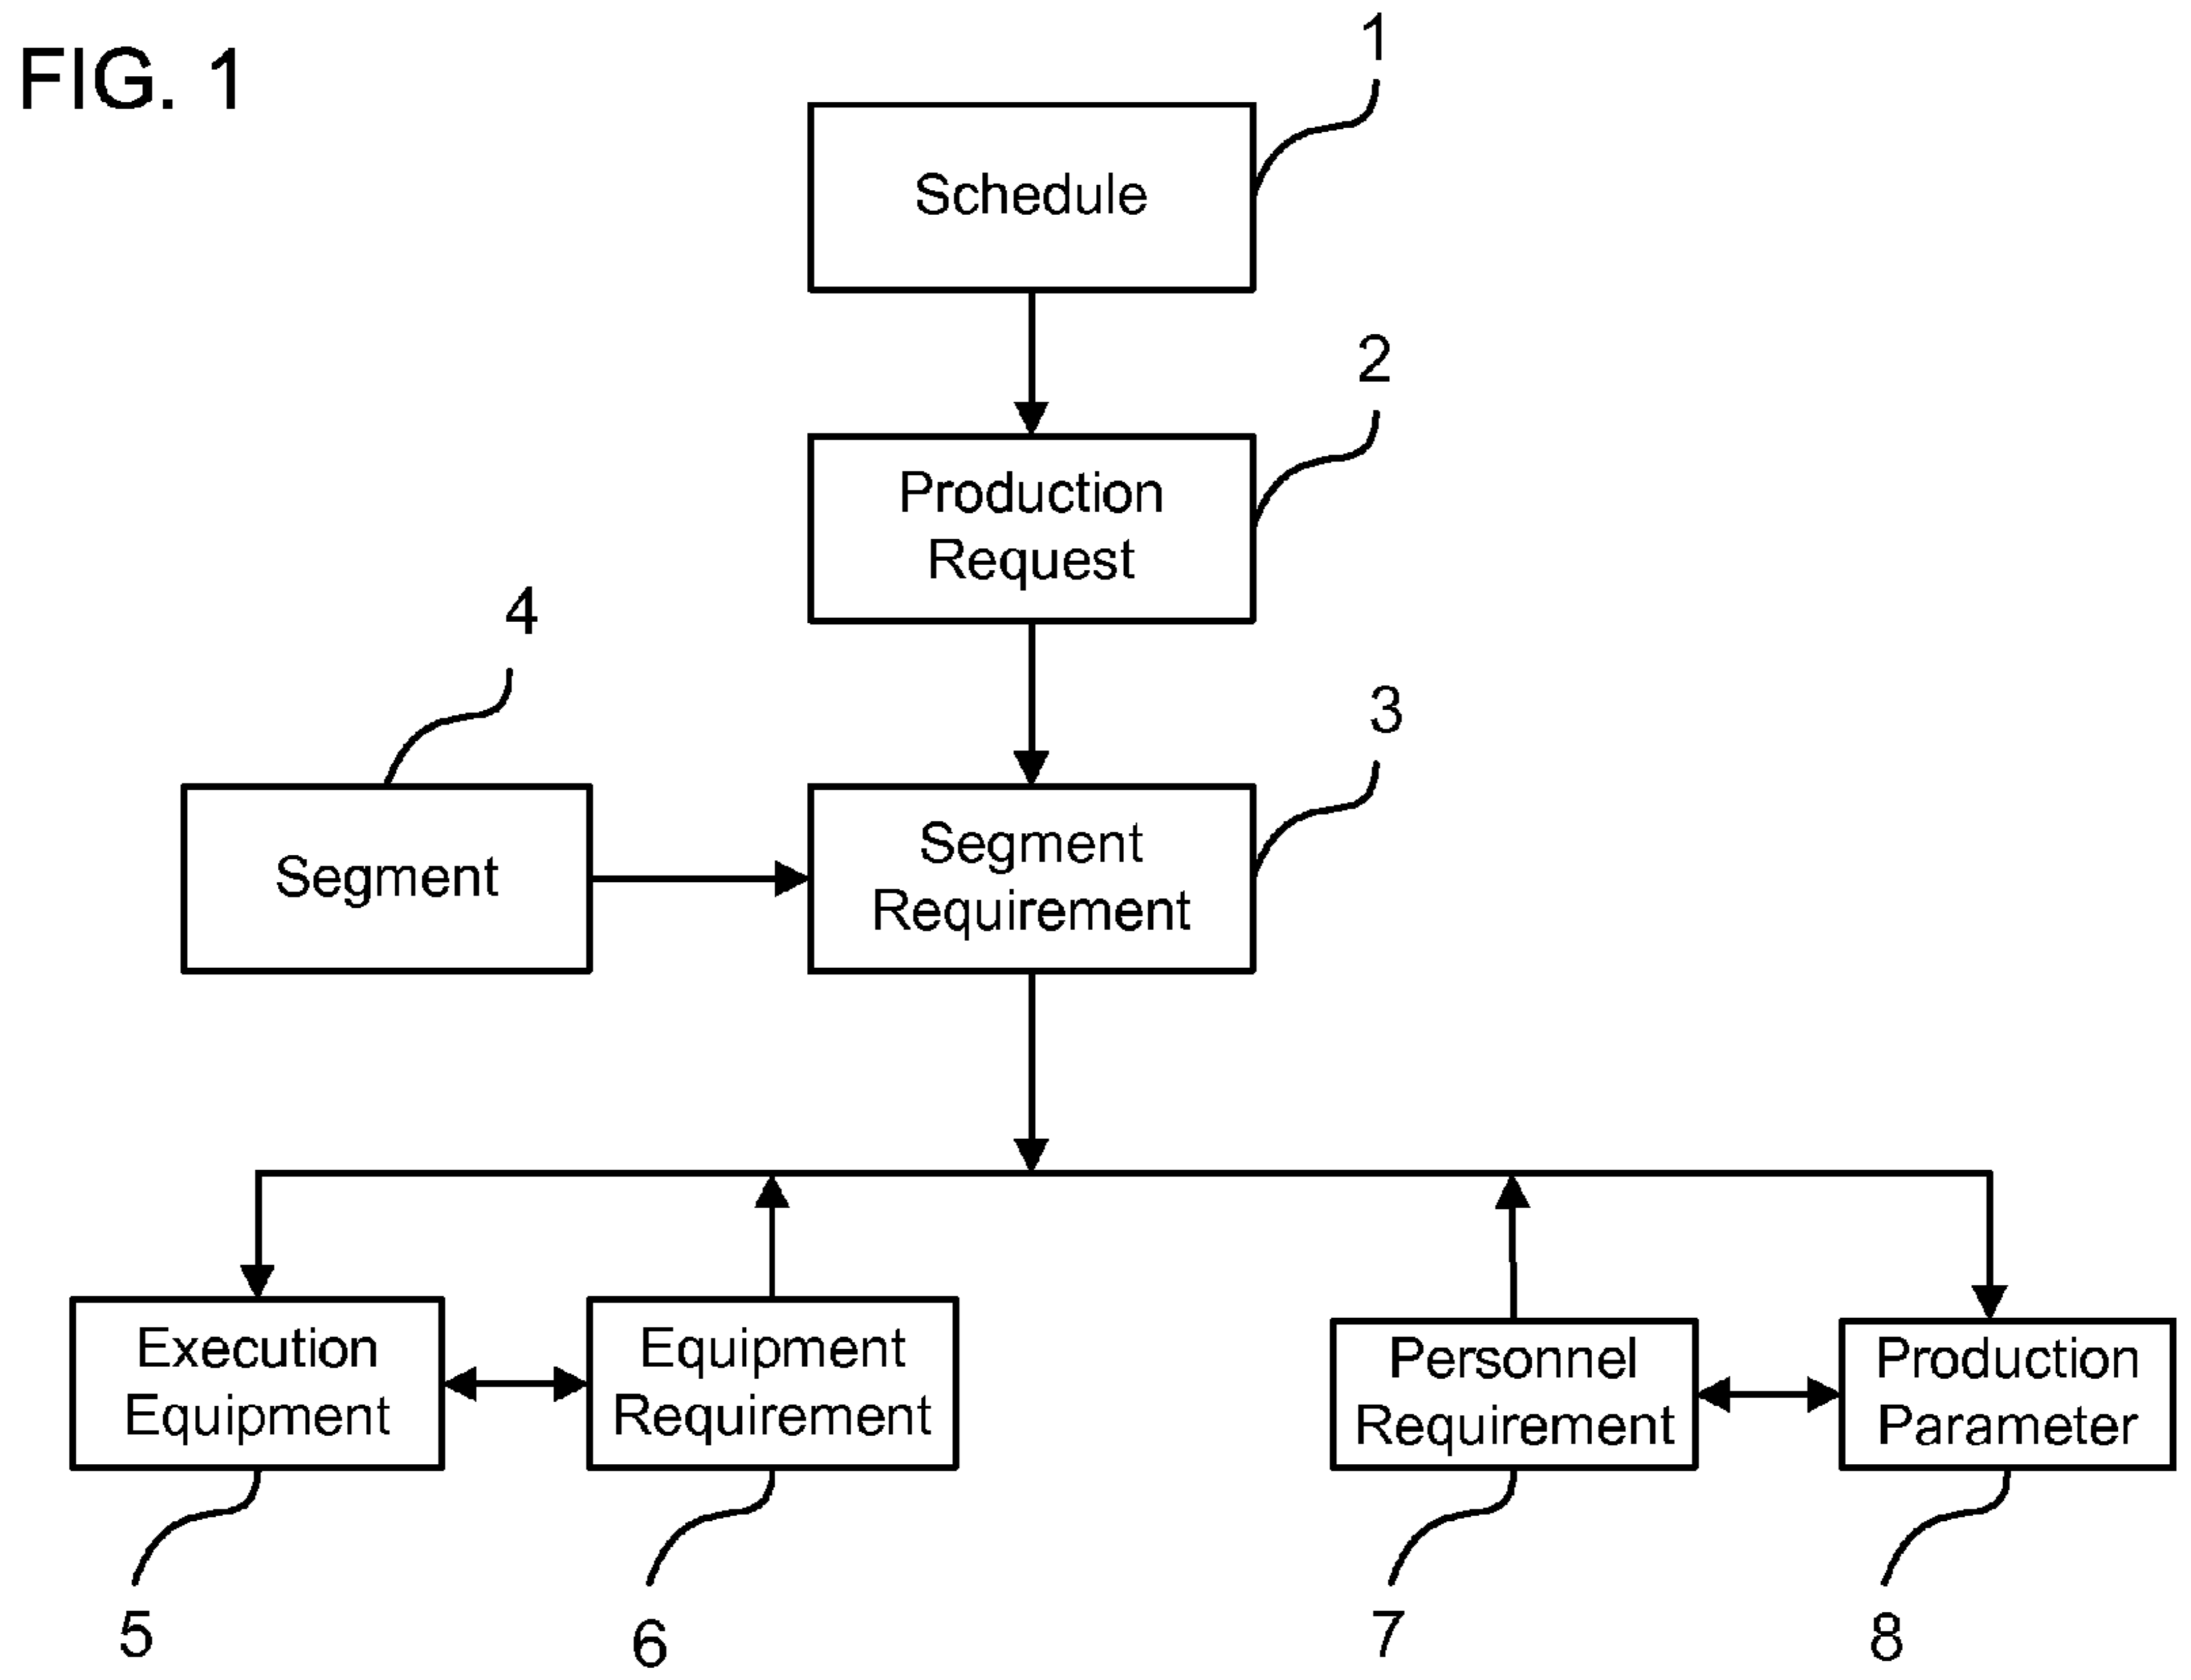 FIG. 1
1
Schedule
2
Production
Request
4
3
Segment
Segment
Requirement
Execution
Equipment
Equipment
Requirement
Personnel
Requirement
Production
Parameter
5
6
7
8